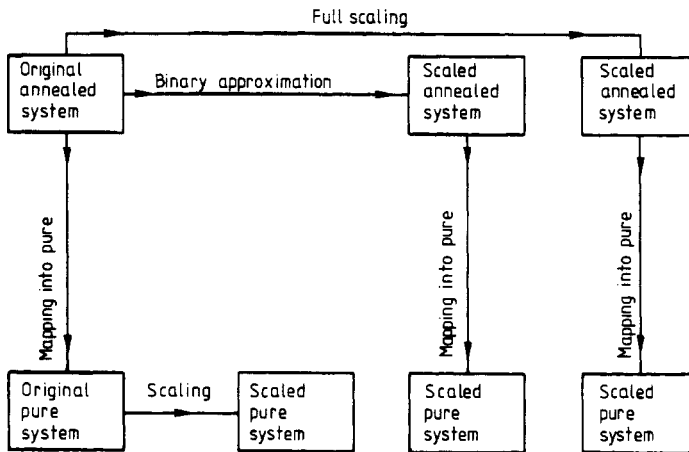 Full scaling
Original
annealed
system
Binary approximation
Scaled
annealed
system
Scaled
annealed
system
Mapping into pure
Mapping into pure
Mapping into pure
Original
pure
system
Scaling
Scaled
pure
system
Scaled
pure
system
Scaled
pure
system